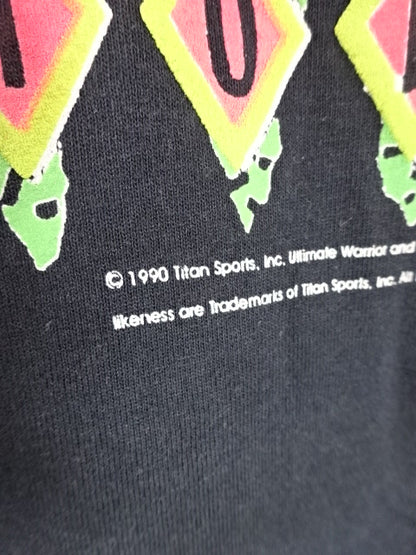 U
© 1990 Titan Sports, Inc. Ultimate Warrior and
likeness are Trademarks of Titan Sports, Inc. All